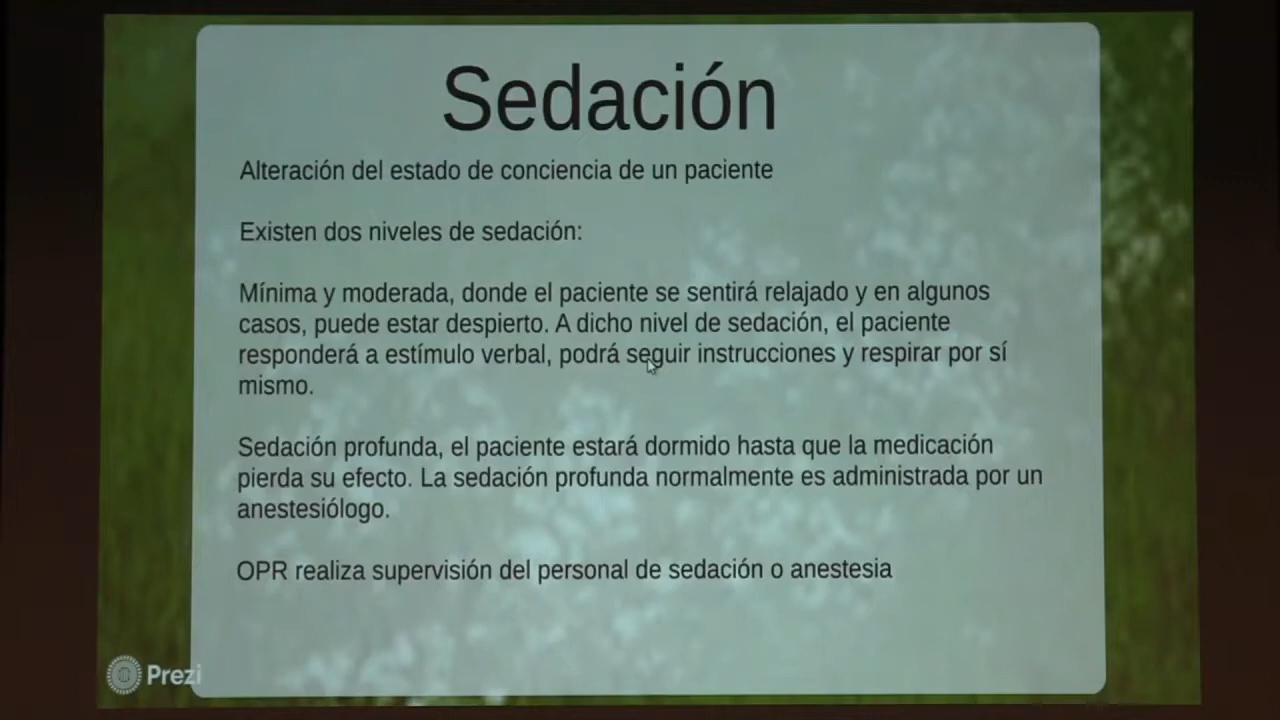 Sedación
Alteración del estado de conciencia de un paciente
Existen dos niveles de sedación:
Mínima y moderada, donde el paciente se sentirá relajado y en algunos
casos, puede estar despierto. A dicho nivel de sedación, el paciente
responderá a estímulo verbal, podrá seguir instrucciones y respirar por sí
mismo.
Sedación profunda, el paciente estará dormido hasta que la medicación
pierda su efecto. La sedación profunda normalmente es administrada por un
anestesiólogo.
OPR realiza supervisión del personal de sedación o anestesia
Prezi